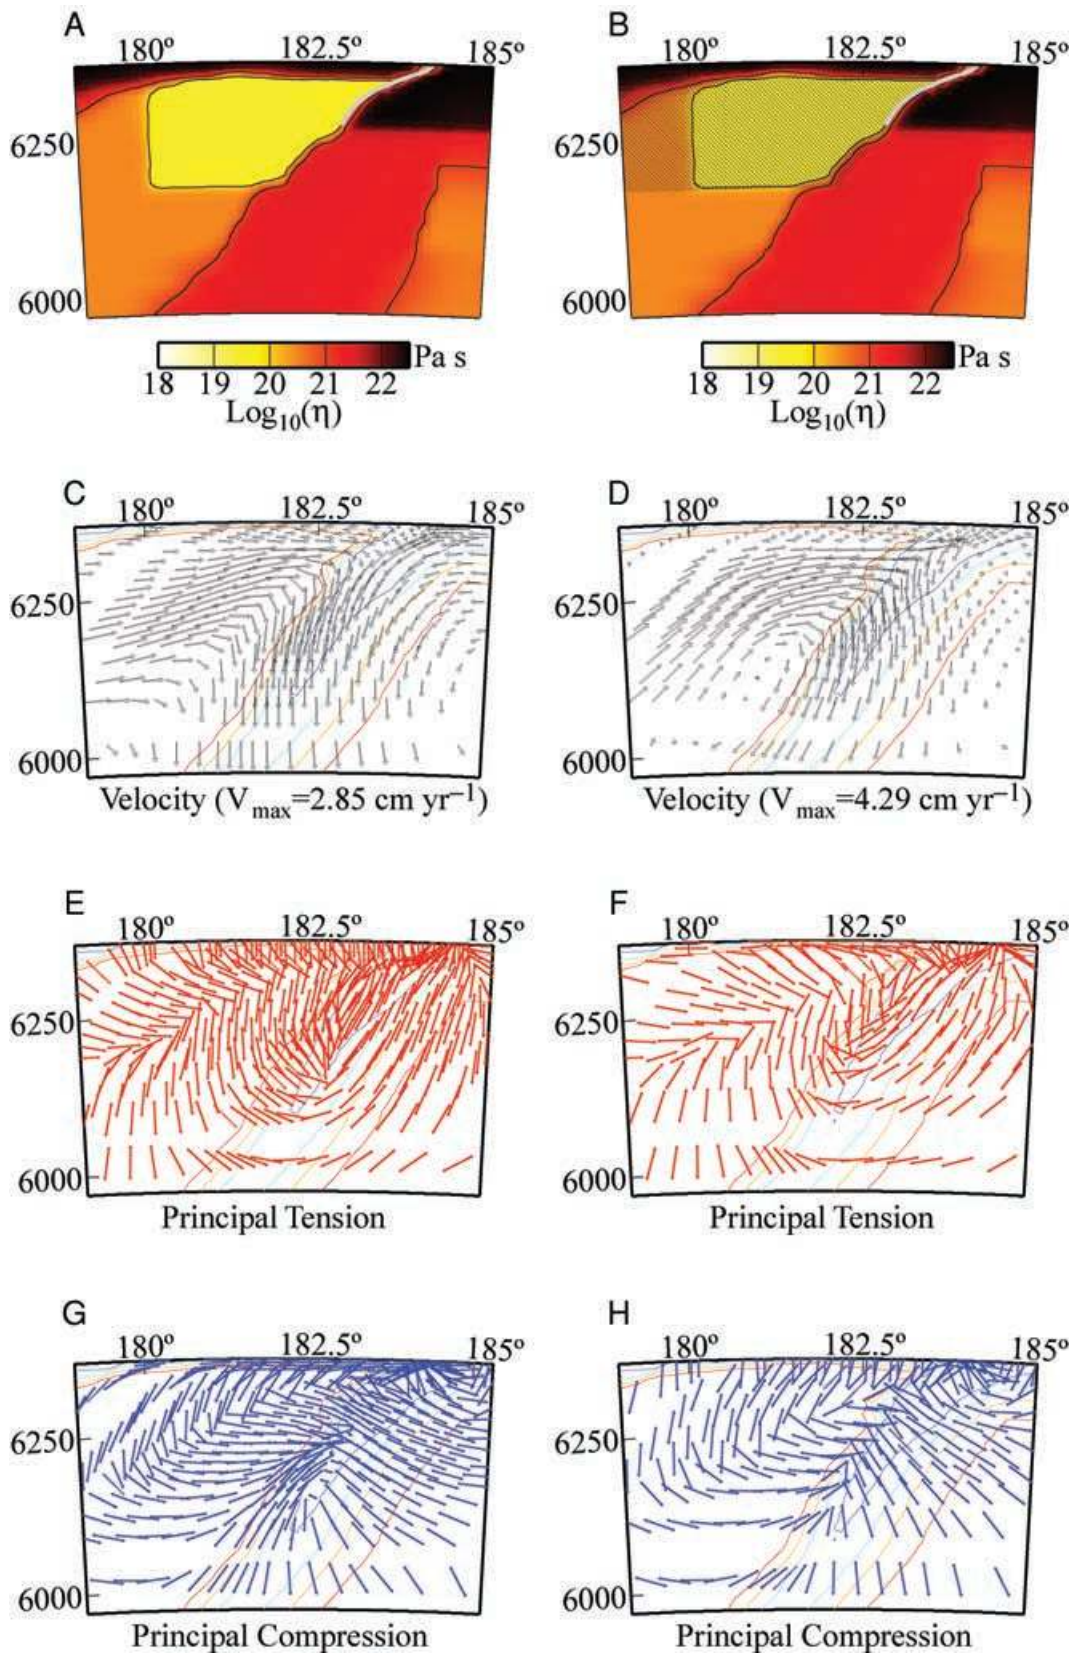 A
B
180º 182.5º 185º
180º 182.5º 185º
6250
6250
6000
6000
Pa s
Pa s
18 19 20 21 22
18 19 20 21 22
Log₁₀(η)
Log₁₀(η)
C
D
180º 182.5º 185º
180º 182.5º 185º
6250
6250
6000
6000
Velocity (Vmax=2.85 cm yr⁻¹)
Velocity (Vmax=4.29 cm yr⁻¹)
E
F
180º 182.5º 185º
180º 182.5º 185º
6250
6250
6000
6000
Principal Tension
Principal Tension
G
H
180º 182.5º 185º
180º 182.5º 185º
6250
6250
6000
6000
Principal Compression
Principal Compression